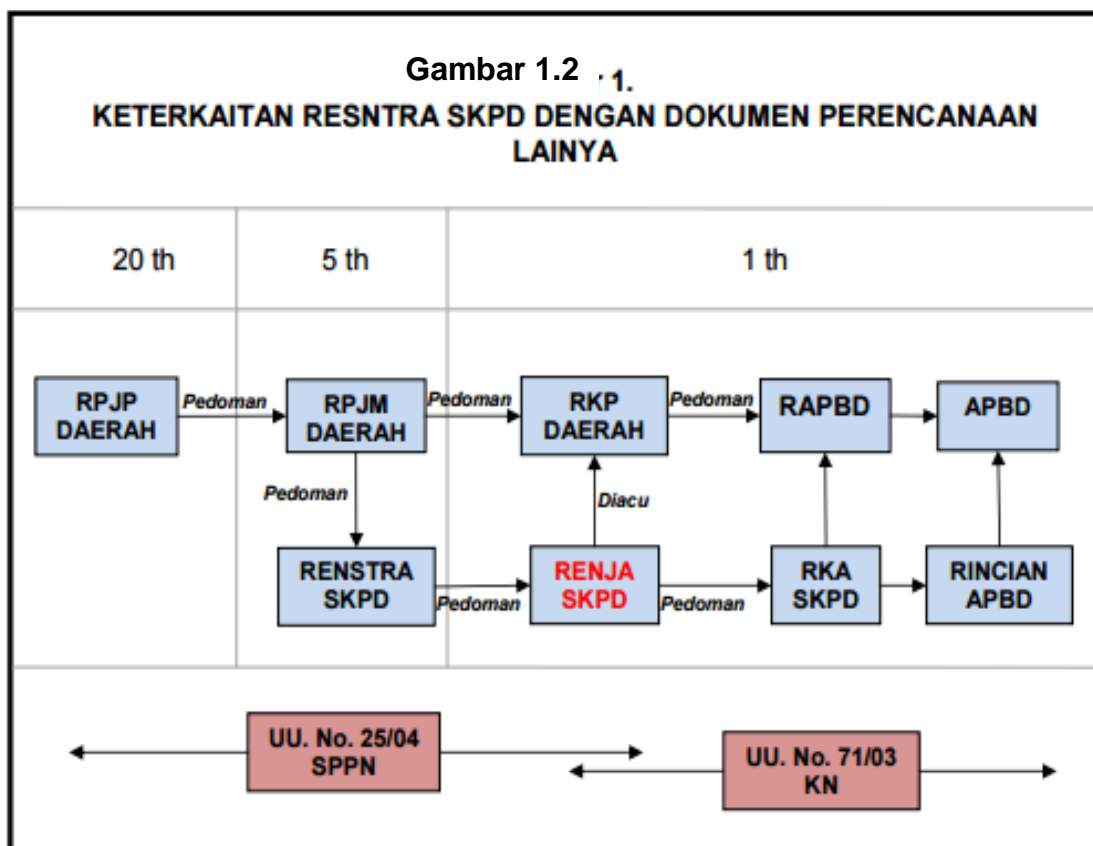 Gambar 1.2 1.
KETERKAITAN RESNTRA SKPD DENGAN DOKUMEN PERENCANAAN
LAINYA
20 th
5 th
1 th
RPJP
DAERAH
Pedoman
RPJM
DAERAH
Pedoman
RKP
DAERAH
Pedoman
RAPBD
APBD
Pedoman
Diacu
RENSTRA
SKPD
Pedoman
RENJA
SKPD
Pedoman
RKA
SKPD
RINCIAN
APBD
UU. No. 25/04
SPPN
UU. No. 71/03
KN